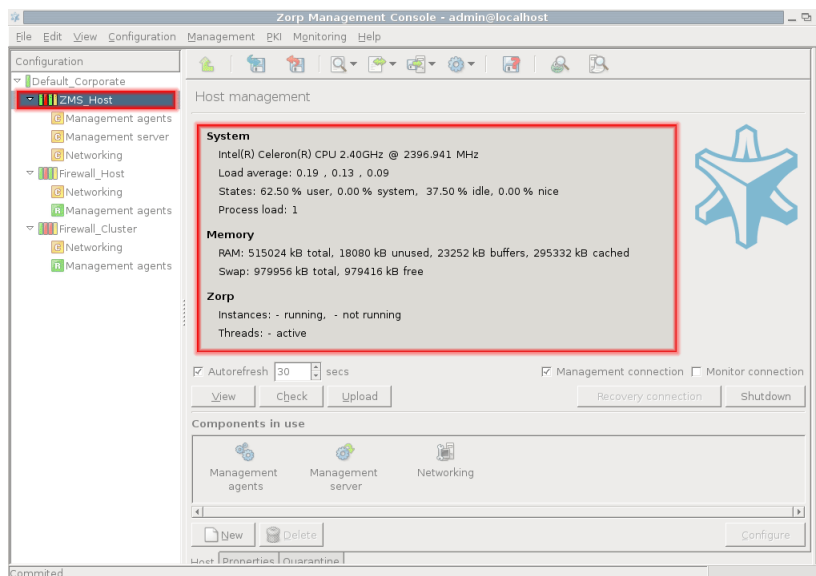 Zorp Management Console - admin@localhost
File Edit View Configuration Management PKI Monitoring Help
Configuration
Default_Corporate
ZMS_Host
Management agents
Management server
Networking
Firewall_Host
Networking
Management agents
Firewall_Cluster
Networking
Management agents
Host management
System
Intel(R) Celeron(R) CPU 2.40GHz @ 2396.941 MHz
Load average: 0.19 , 0.13 , 0.09
States: 62.50 % user, 0.00 % system, 37.50 % idle, 0.00 % nice
Process load: 1
Memory
RAM: 515024 kB total, 18080 kB unused, 23252 kB buffers, 295332 kB cached
Swap: 979956 kB total, 979416 kB free
Zorp
Instances: - running, - not running
Threads: - active
Autorefresh 30 secs Management connection Monitor connection
View Check Upload Recovery connection Shutdown
Components in use
Management agents
Management server
Networking
New Delete Configure
Host Properties Quarantine
Commited